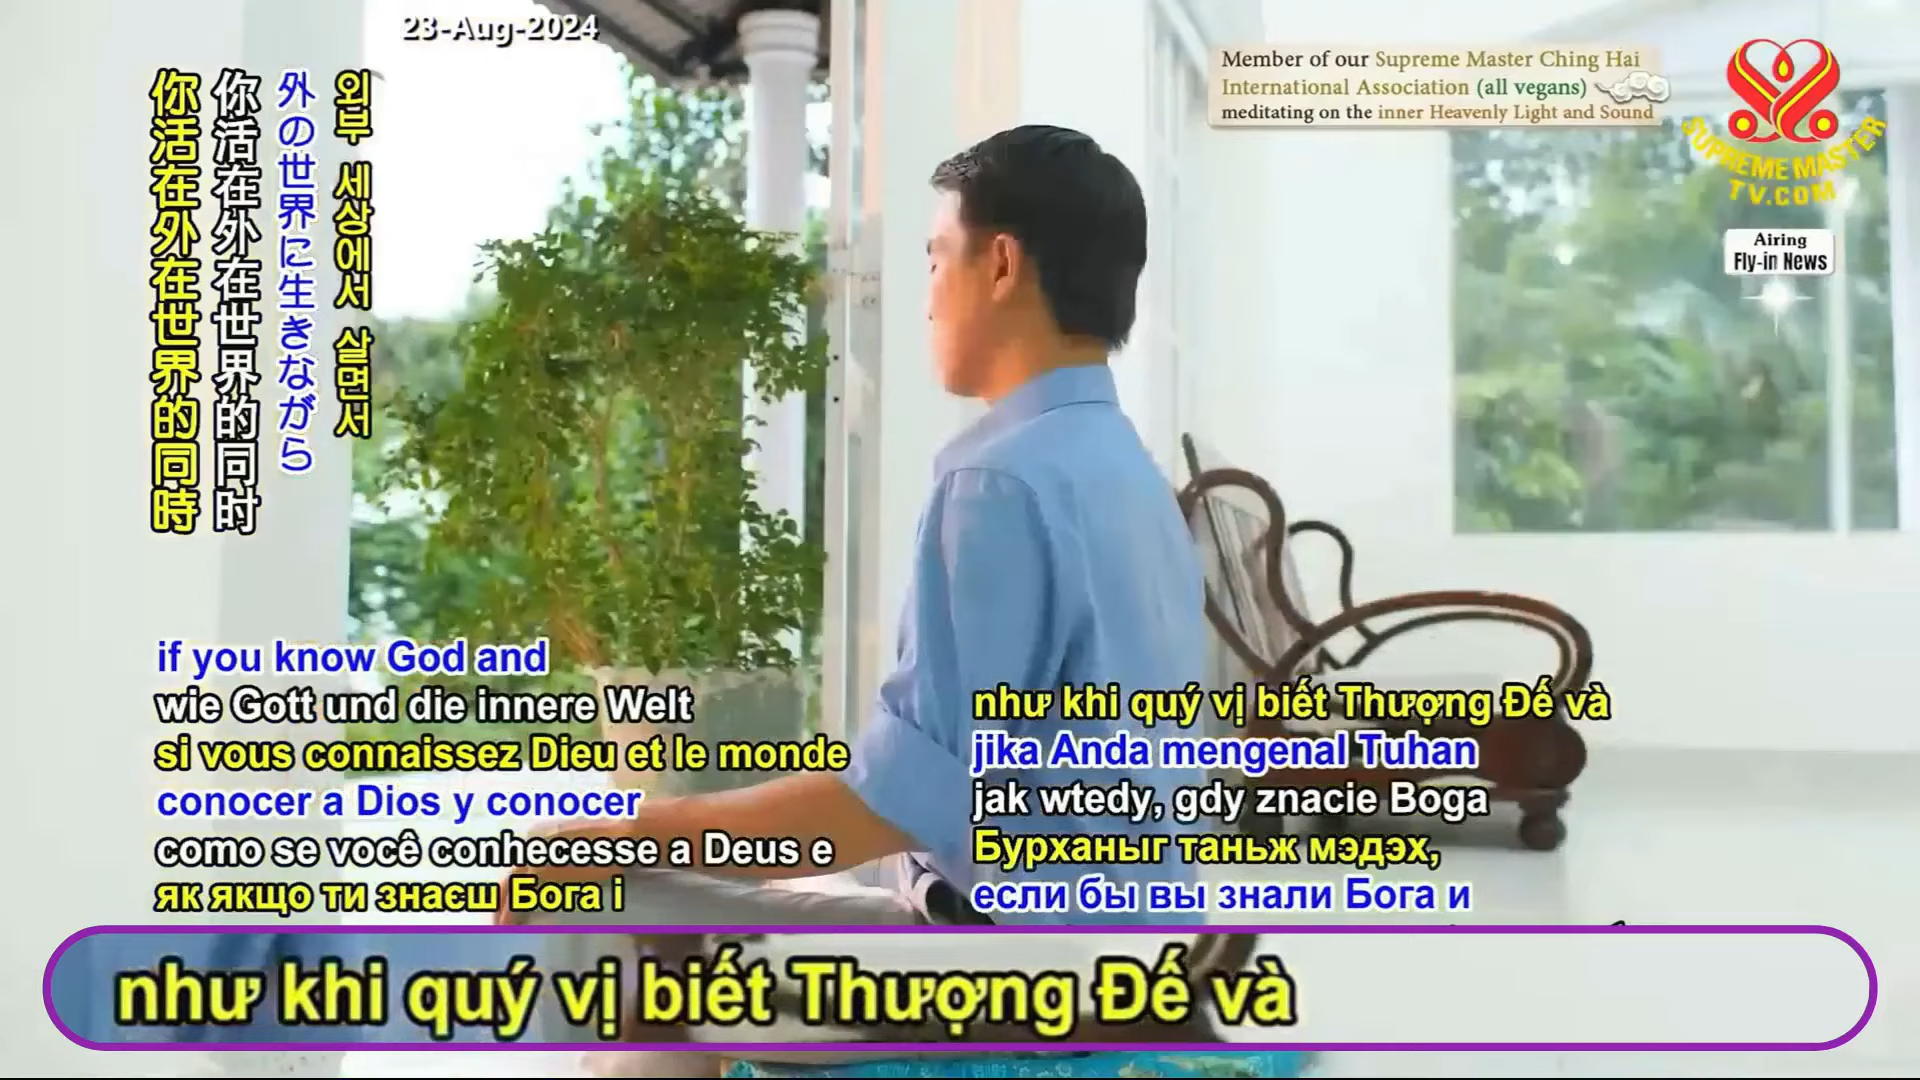 23-Aug-2024
Member of our Supreme Master Ching Hai
International Association (all vegans)
meditating on the inner Heavenly Light and Sound
SUPREME MASTER
TV.COM
Airing
Fly-in News
외부 세상에서 살면서
外の世界に生きながら
你活在外在世界的同时
你活在外在世界的同時
if you know God and
wie Gott und die innere Welt
si vous connaissez Dieu et le monde
conocer a Dios y conocer
como se você conhecesse a Deus e
як якщо ти знаєш Бога і
như khi quý vị biết Thượng Đế và
jika Anda mengenal Tuhan
jak wtedy, gdy znacie Boga
Бурханыг таньж мэдэх,
если бы вы знали Бога и
như khi quý vị biết Thượng Đế và